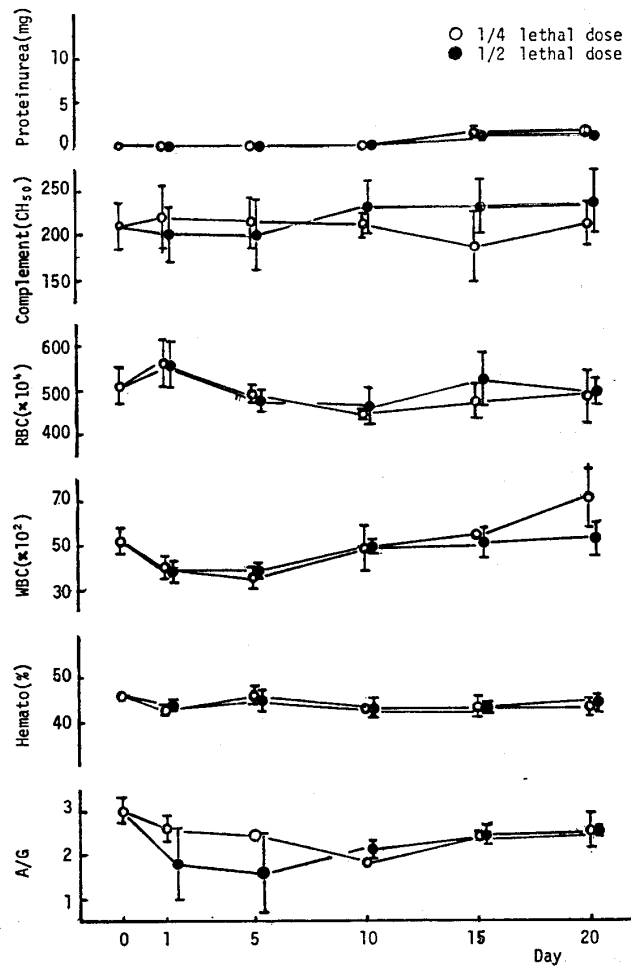 ○ 1/4 lethal dose
● 1/2 lethal dose
Proteinurea(mg)
10
5
0
Complement(CH₅₀)
250
200
150
RBC(×10⁴)
600
500
400
WBC(×10²)
70
50
30
Hemato(%)
50
40
A/G
3
2
1
0 1 5 10 15 20
Day